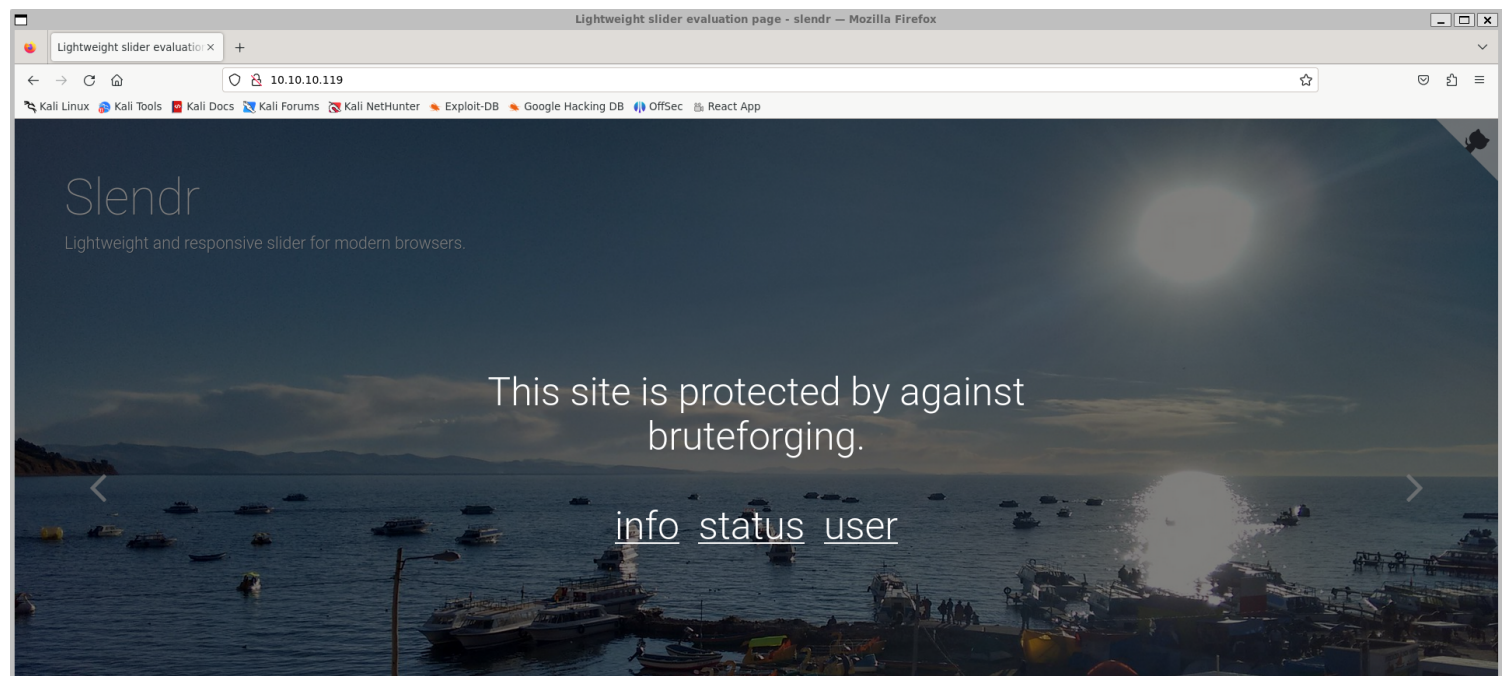 Lightweight slider evaluation page - slendr — Mozilla Firefox
Lightweight slider evaluatio
10.10.10.119
Kali Linux Kali Tools Kali Docs Kali Forums Kali NetHunter Exploit-DB Google Hacking DB OffSec React App
Slendr
Lightweight and responsive slider for modern browsers.
This site is protected by against
bruteforging.
info status user